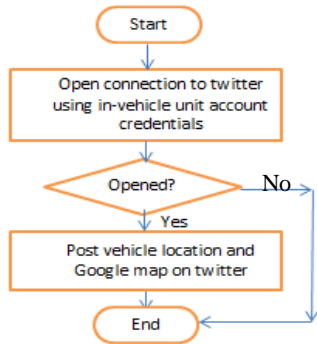 Start
Open connection to twitter
using in-vehicle unit account
credentials
Opened?
No
Yes
Post vehicle location and
Google map on twitter
End